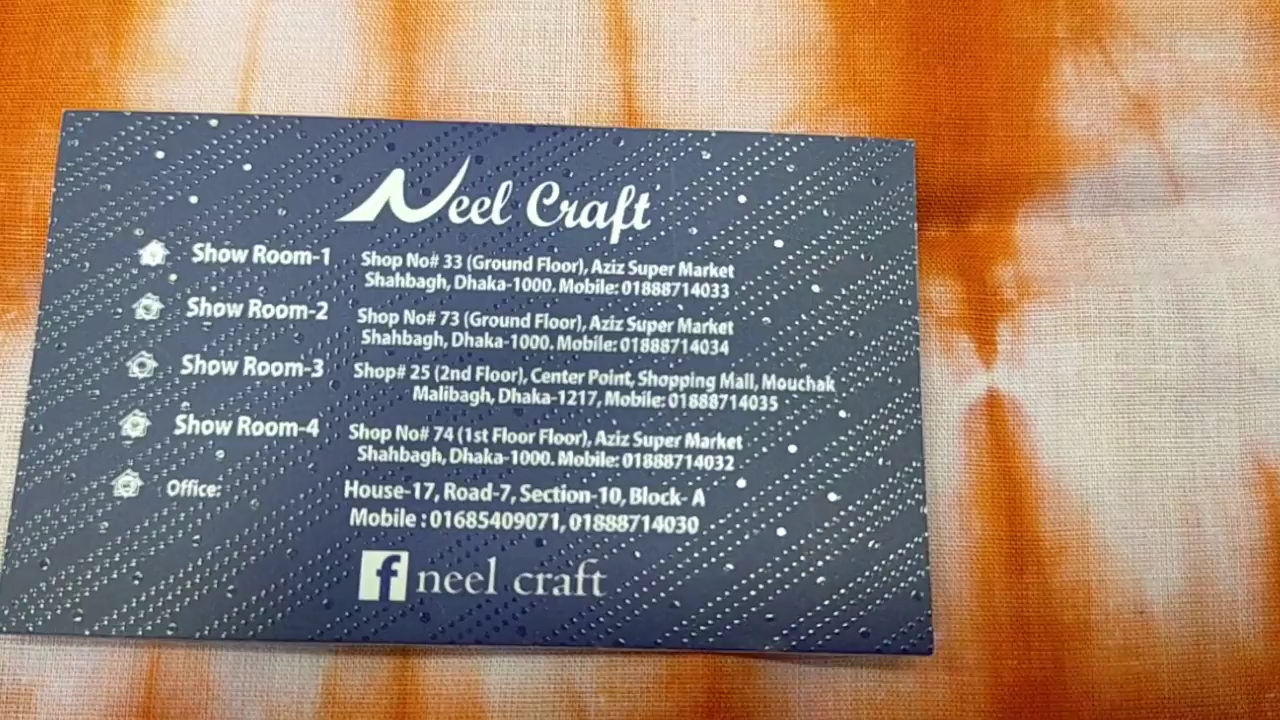 Neel Craft
Show Room-1
Shop No# 33 (Ground Floor), Aziz Super Market
Shahbagh, Dhaka-1000. Mobile: 01888714033
Show Room-2
Shop No# 73 (Ground Floor), Aziz Super Market
Shahbagh, Dhaka-1000. Mobile: 01888714034
Show Room-3
Shop# 25 (2nd Floor), Center Point, Shopping Mall, Mouchak
Malibagh, Dhaka-1217, Mobile: 01888714035
Show Room-4
Shop No# 74 (1st Floor Floor), Aziz Super Market
Shahbagh, Dhaka-1000. Mobile: 01888714032
Office:
House-17, Road-7, Section-10, Block- A
Mobile : 01685409071, 01888714030
f neel craft